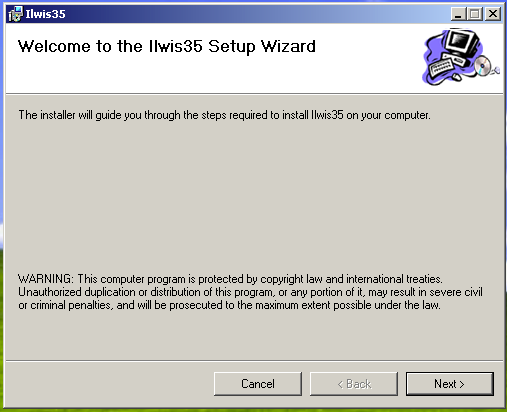 Ilwis35
Welcome to the Ilwis35 Setup Wizard
The installer will guide you through the steps required to install Ilwis35 on your computer.
WARNING: This computer program is protected by copyright law and international treaties.
Unauthorized duplication or distribution of this program, or any portion of it, may result in severe civil
or criminal penalties, and will be prosecuted to the maximum extent possible under the law.
Cancel
< Back
Next >